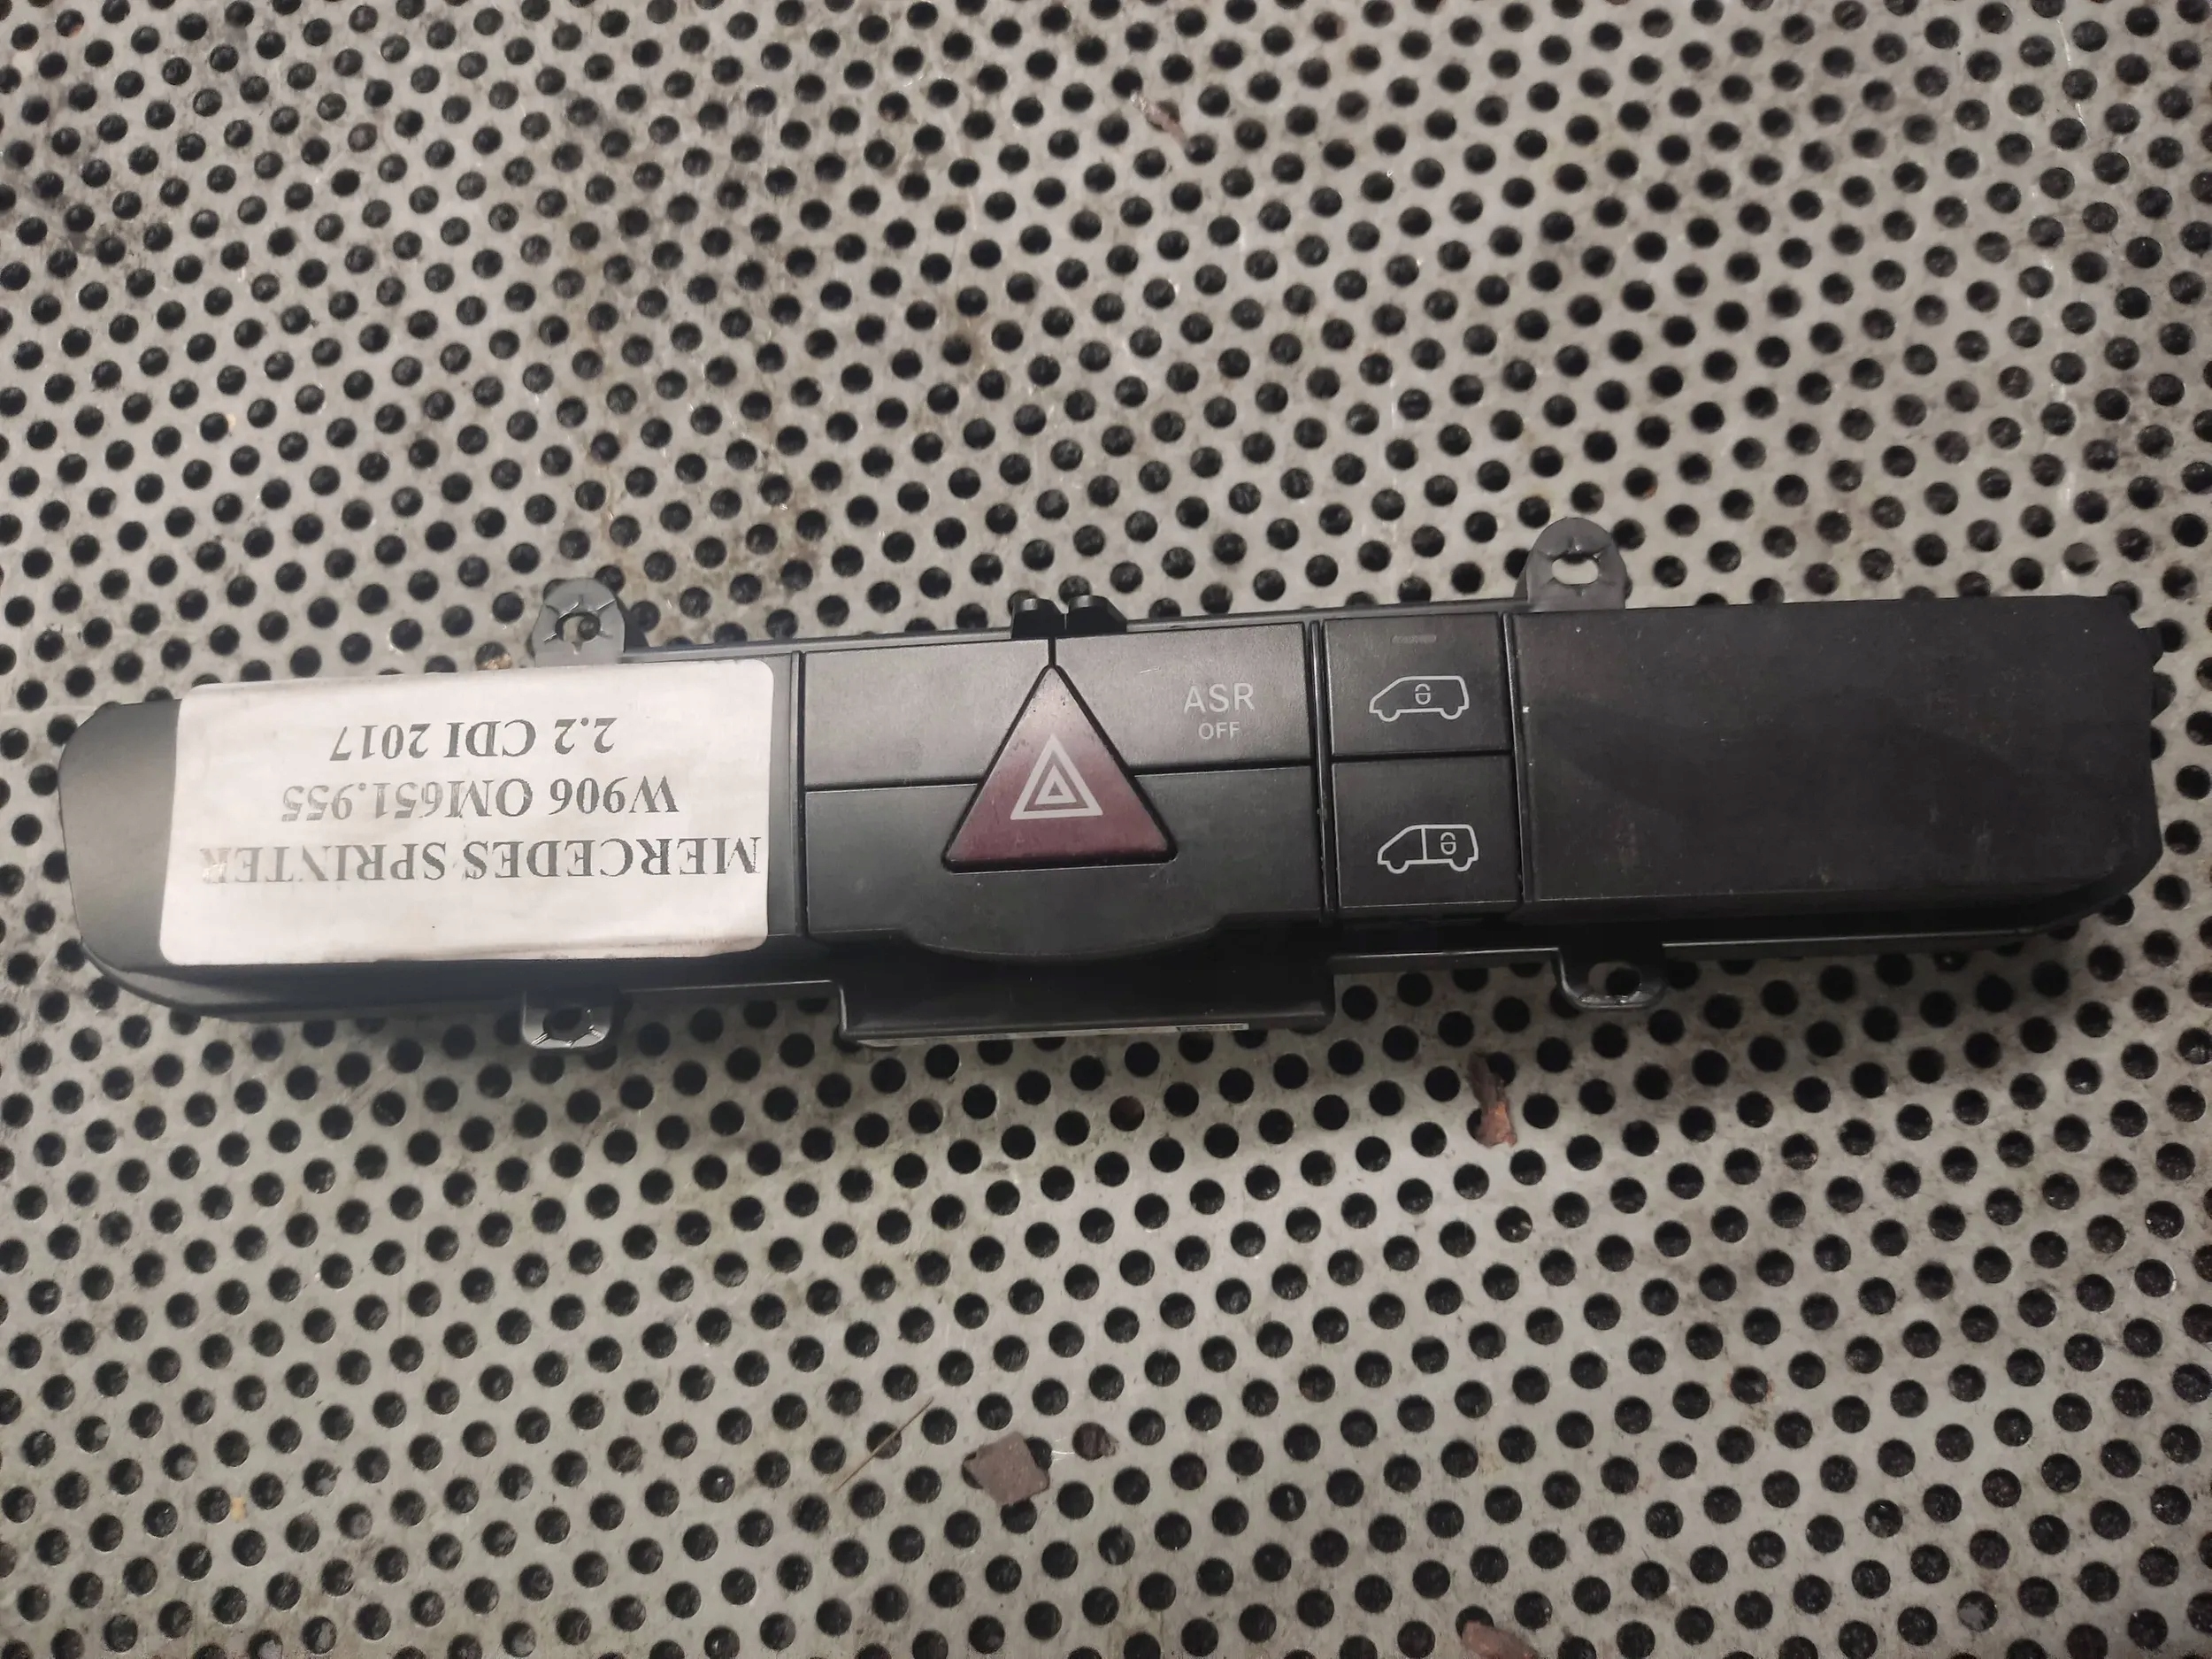 MERCEDES SPRINTER
W906 OM651.955
2.2 CDI 2017
ASR
OFF